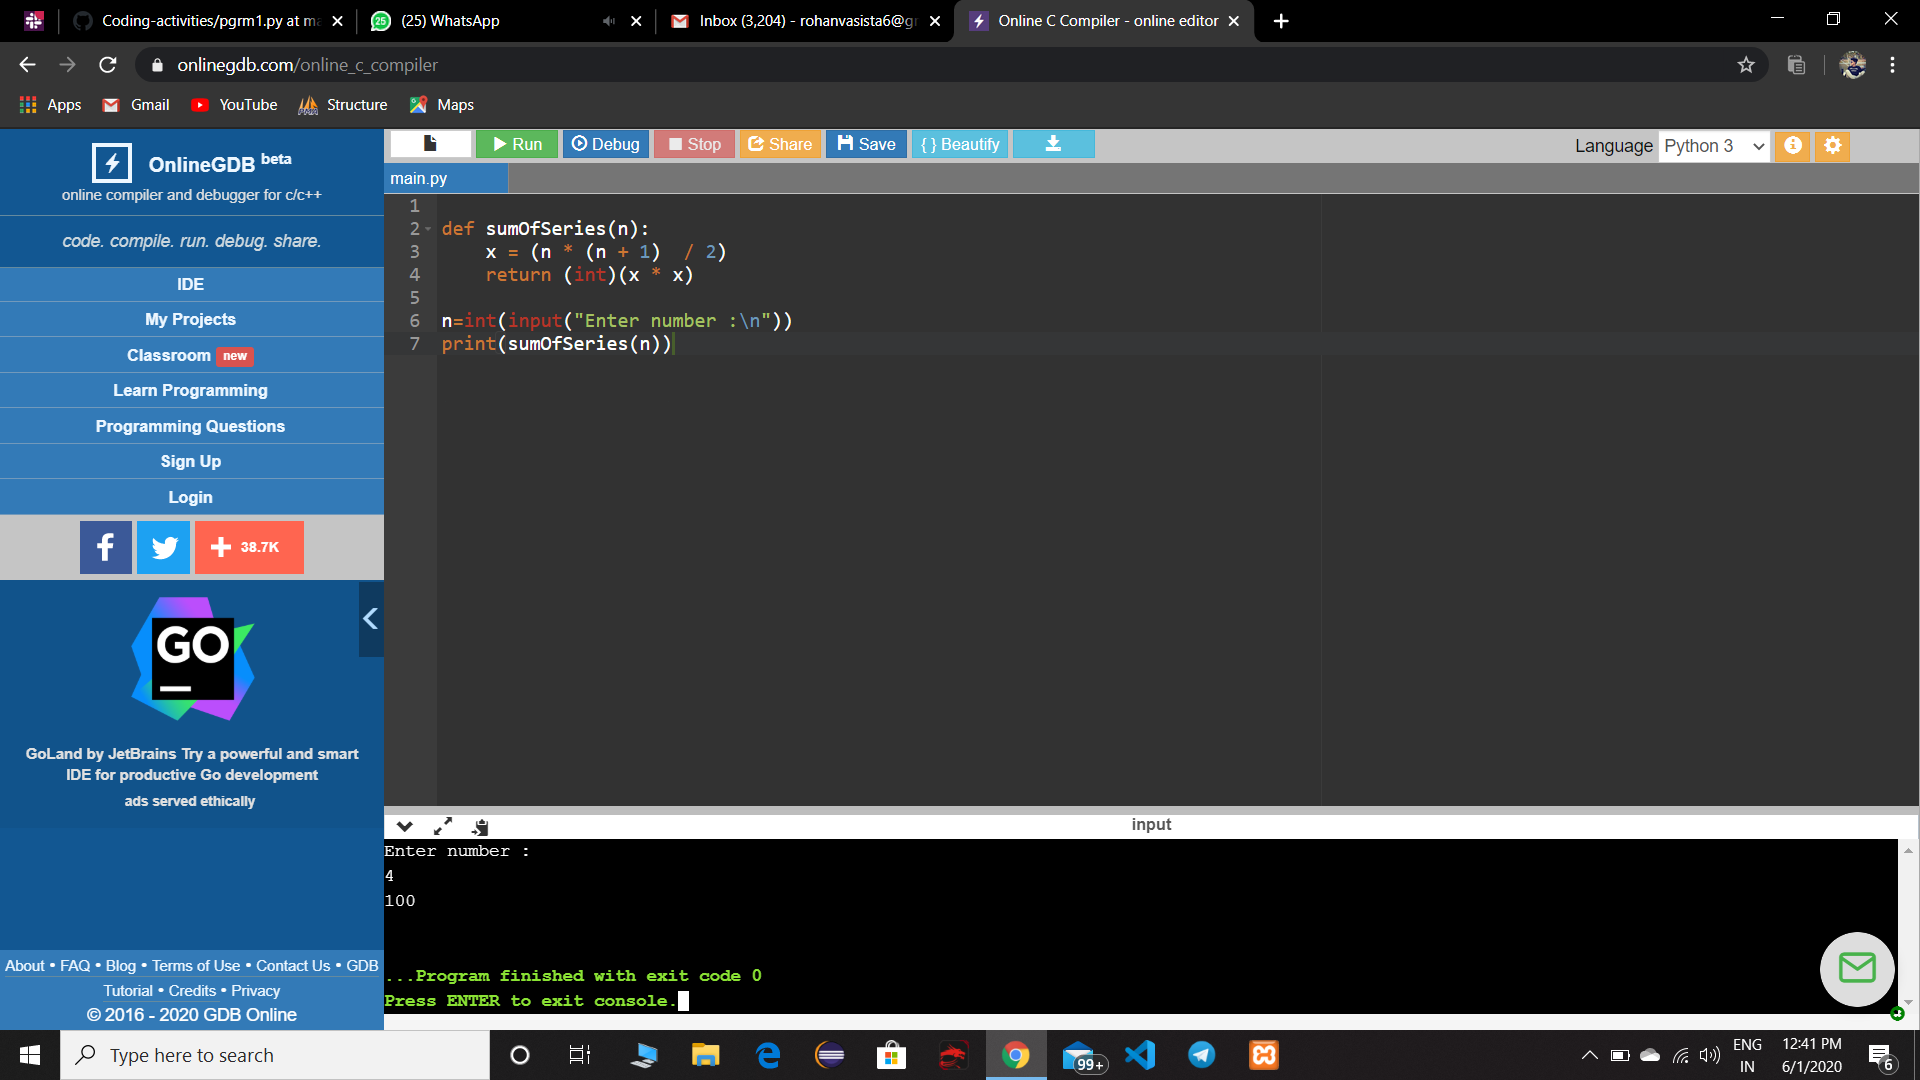 Coding-activities/pgrm1.py at ma
(25) WhatsApp
Inbox (3,204) - rohanvasista6@gm
Online C Compiler - online editor
onlinegdb.com/online_c_compiler
Apps
Gmail
YouTube
Structure
Maps
OnlineGDB beta
online compiler and debugger for c/c++
code. compile. run. debug. share.
IDE
My Projects
Classroom new
Learn Programming
Programming Questions
Sign Up
Login
38.7K
GO
GoLand by JetBrains Try a powerful and smart
IDE for productive Go development
ads served ethically
About • FAQ • Blog • Terms of Use • Contact Us • GDB
Tutorial • Credits • Privacy
© 2016 - 2020 GDB Online
Run
Debug
Stop
Share
Save
{ } Beautify
Language Python 3
main.py
1
2 def sumOfSeries(n):
3     x = (n * (n + 1)  / 2)
4     return (int)(x * x)
5
6 n=int(input("Enter number :\n"))
7 print(sumOfSeries(n))
input
Enter number :
4
100
...Program finished with exit code 0
Press ENTER to exit console.
Type here to search
99+
ENG
IN
12:41 PM
6/1/2020
6